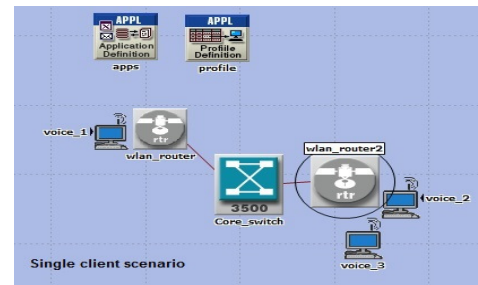 APPL
Application
Definition
apps
APPL
Profile
Definition
profile
voice_1
rtr
wlan_router
wlan_router2
rtr
3500
Core_switch
voice_2
voice_3
Single client scenario